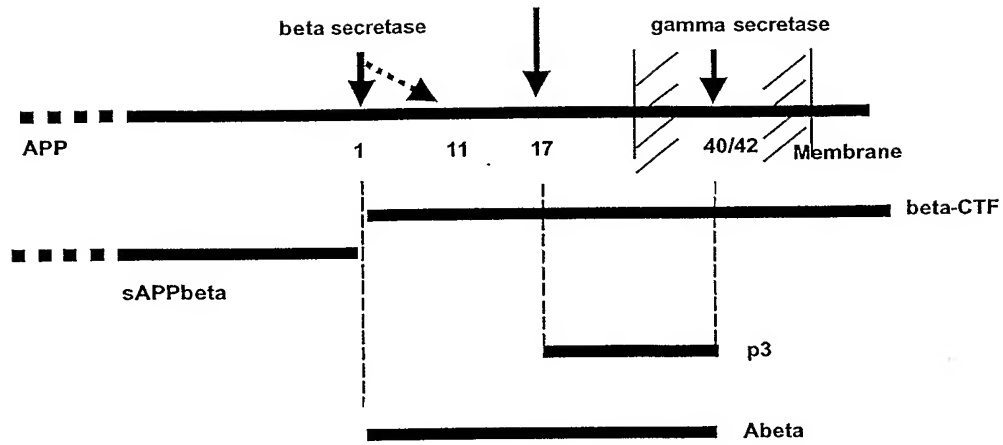 beta secretase
gamma secretase
APP
1
11
17
40/42
Membrane
beta-CTF
sAPPbeta
p3
Abeta